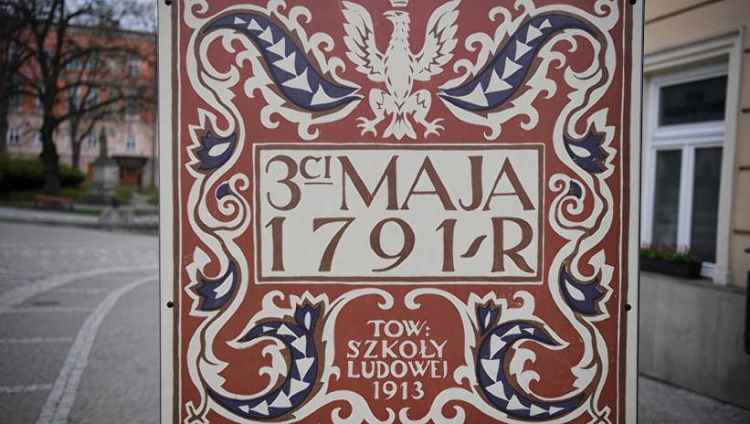 3CI MAJA
1791-R
TOW:
SZKOŁY
LUDOWEJ
1913